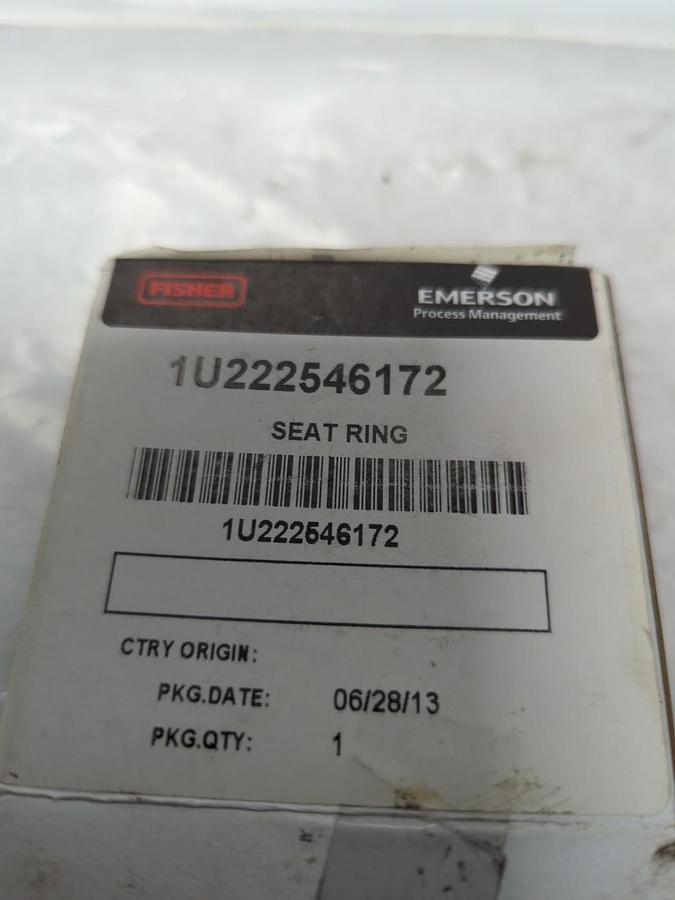 FISHER
EMERSON
Process Management
1U222546172
SEAT RING
1U222546172
CTRY ORIGIN:
PKG.DATE: 06/28/13
PKG.QTY: 1